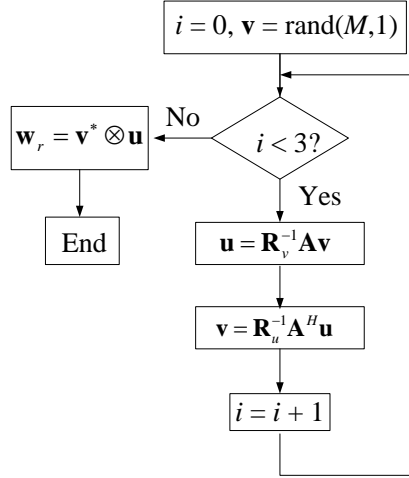 i = 0, v = rand(M,1)
i < 3?
No
w_r = v^* ⊗ u
End
Yes
u = R_v^{-1} A v
v = R_u^{-1} A^H u
i = i + 1